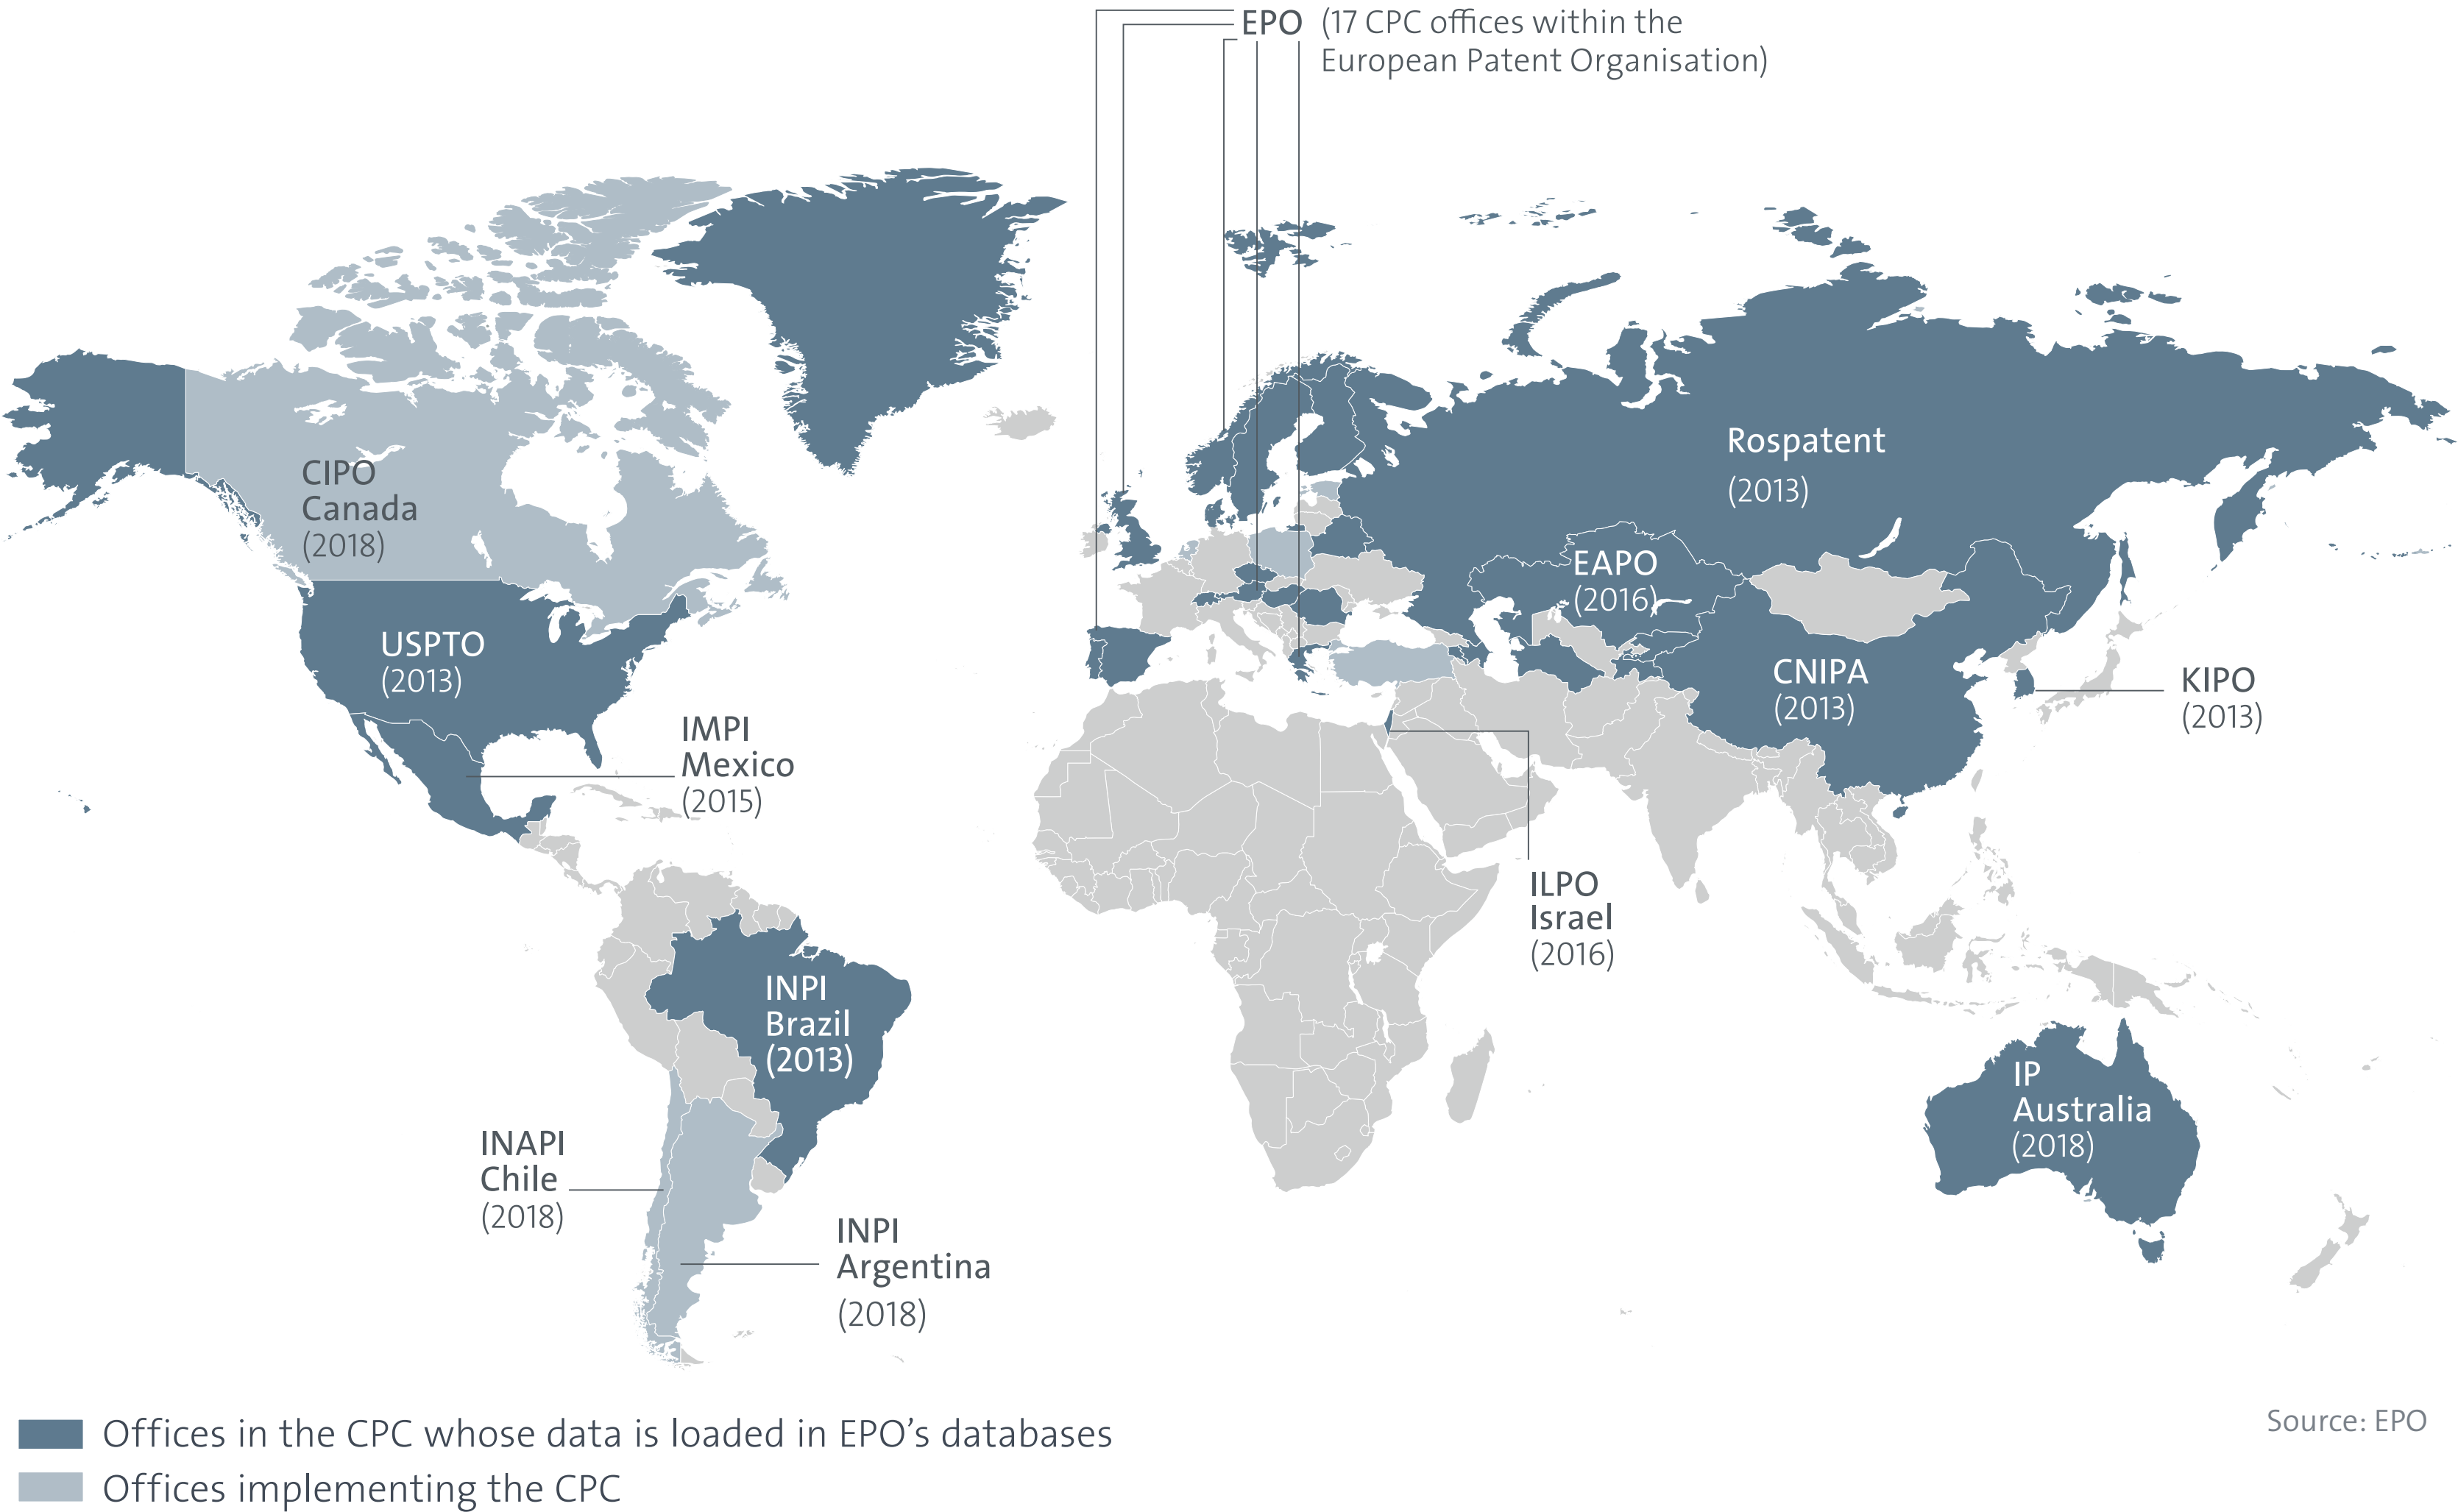 EPO (17 CPC offices within the
European Patent Organisation)
CIPO
Canada
(2018)
Rospatent
(2013)
EAPO
(2016)
USPTO
(2013)
CNIPA
(2013)
KIPO
(2013)
IMPI
Mexico
(2015)
ILPO
Israel
(2016)
INPI
Brazil
(2013)
IP
Australia
(2018)
INAPI
Chile
(2018)
INPI
Argentina
(2018)
Offices in the CPC whose data is loaded in EPO’s databases
Source: EPO
Offices implementing the CPC